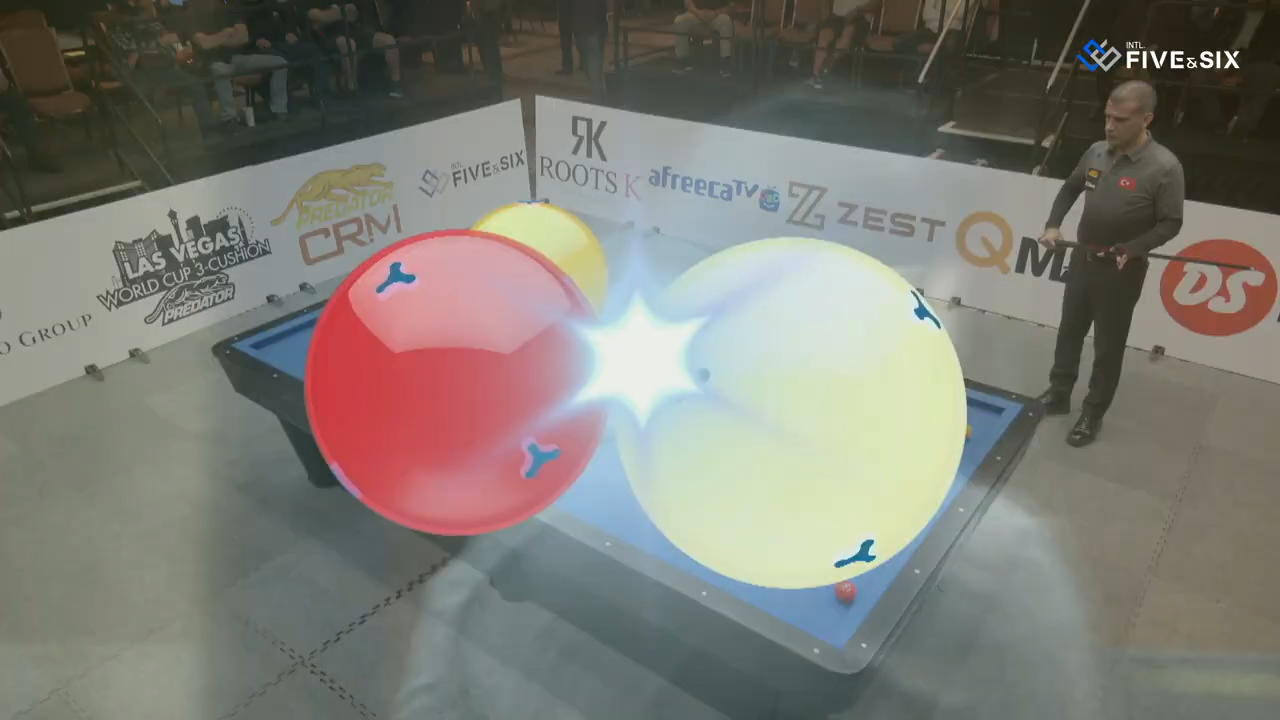 INTL.
FIVE&SIX
LAS VEGAS
WORLD CUP 3-CUSHION
PREDATOR
PREDATOR
CRM
INTL.
FIVE&SIX
RK
ROOTS K
afreecaTV
Z ZEST
DS
GROUP